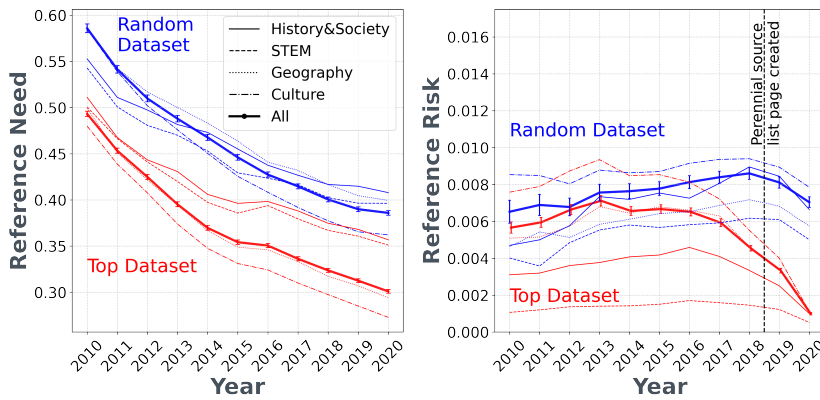 Reference Need
0.60
0.55
0.50
0.45
0.40
0.35
0.30
Random
Dataset
Top Dataset
History&Society
STEM
Geography
Culture
All
2010
2011
2012
2013
2014
2015
2016
2017
2018
2019
2020
Year
Reference Risk
0.016
0.014
0.012
0.010
0.008
0.006
0.004
0.002
0.000
Random Dataset
Top Dataset
Perennial source
list page created
2010
2011
2012
2013
2014
2015
2016
2017
2018
2019
2020
Year